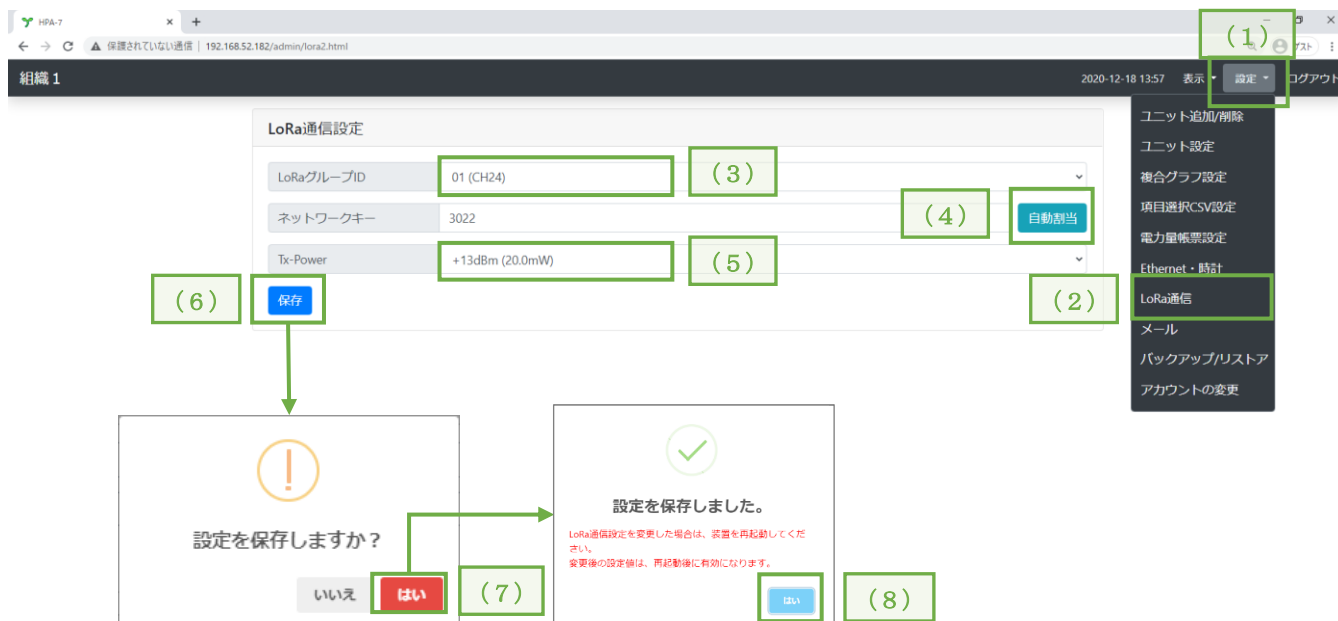 HPA-7
保護されていない通信 | 192.168.52.182/admin/lora2.html
(1)
組織 1
2020-12-18 13:57 表示 設定 ログアウト
ユニット追加/削除
ユニット設定
複合グラフ設定
項目選択CSV設定
電力量帳票設定
Ethernet・時計
LoRa通信
メール
バックアップ/リストア
アカウントの変更
(2)
LoRa通信設定
LoRaグループID 01 (CH24) (3)
ネットワークキー 3022 (4) 自動割当
Tx-Power +13dBm (20.0mW) (5)
(6) 保存
設定を保存しますか？
いいえ はい (7)
設定を保存しました。
LoRa通信設定を変更した場合は、装置を再起動してくだ
さい。
変更後の設定値は、再起動後に有効になります。
はい (8)